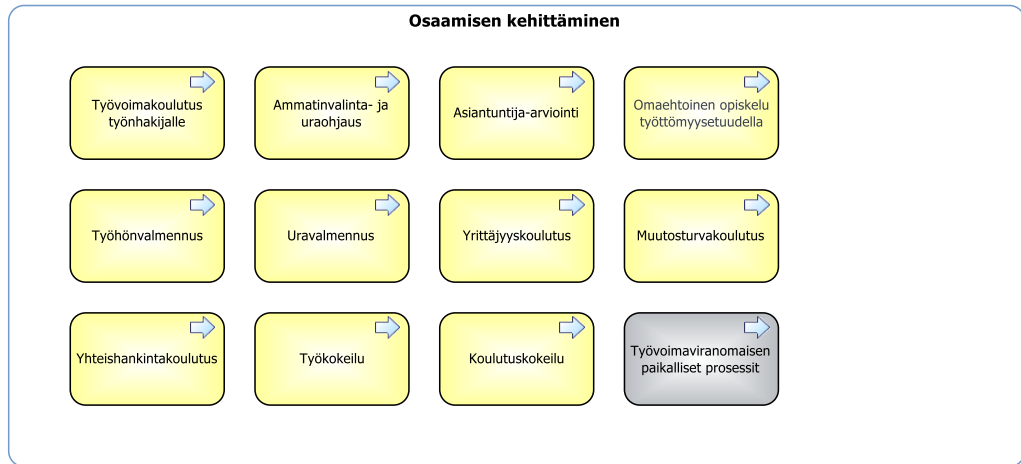 Osaamisen kehittäminen
Työvoimakoulutus
työnhakijalle
Ammatinvalinta- ja
uraohjaus
Asiantuntija-arviointi
Omaehtoinen opiskelu
työttömyysetuudella
Työhönvalmennus
Uravalmennus
Yrittäjyyskoulutus
Muutosturvakoulutus
Yhteishankintakoulutus
Työkokeilu
Koulutuskokeilu
Työvoimaviranomaisen
paikalliset prosessit